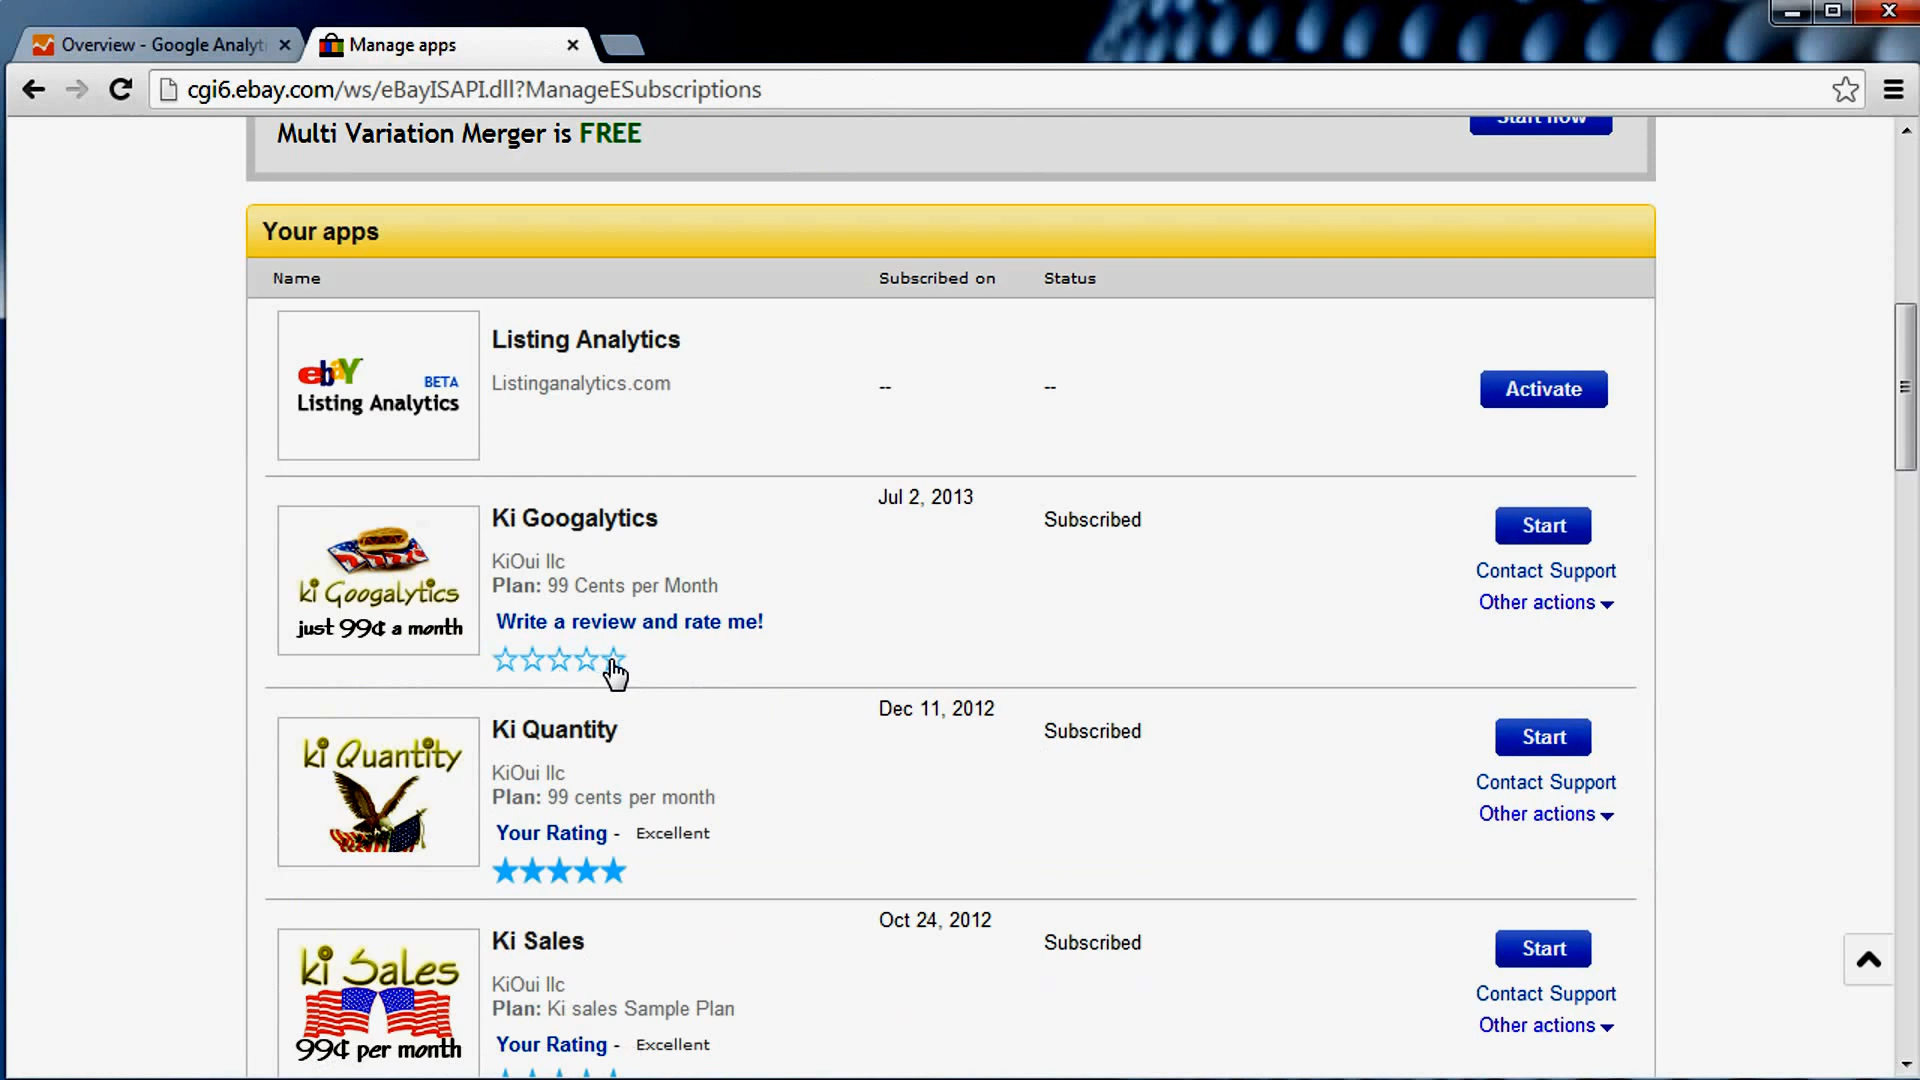 Overview - Google Analyt
Manage apps
cgi6.ebay.com/ws/eBayISAPI.dll?ManageESubscriptions
Multi Variation Merger is FREE
Start now
Your apps
Name Subscribed on Status
ebaY BETA
Listing Analytics
Listing Analytics
Listinganalytics.com
-- --
Activate
ki Googalytics
just 99¢ a month
Ki Googalytics
KiOui llc
Plan: 99 Cents per Month
Write a review and rate me!
Jul 2, 2013
Subscribed
Start
Contact Support
Other actions
ki Quantity
Ki Quantity
KiOui llc
Plan: 99 cents per month
Your Rating - Excellent
Dec 11, 2012
Subscribed
Start
Contact Support
Other actions
ki Sales
99¢ per month
Ki Sales
KiOui llc
Plan: Ki sales Sample Plan
Your Rating - Excellent
Oct 24, 2012
Subscribed
Start
Contact Support
Other actions